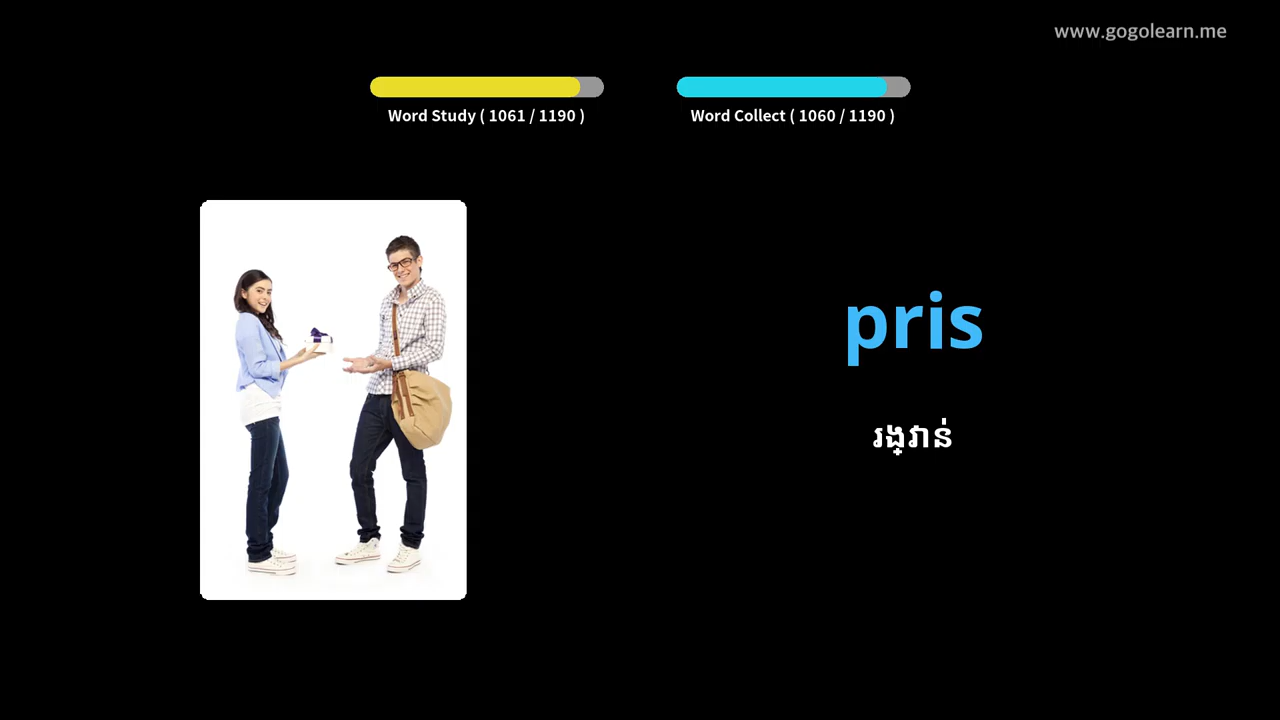 www.gogolearn.me
Word Study ( 1061 / 1190 )
Word Collect ( 1060 / 1190 )
pris
រង្វាន់